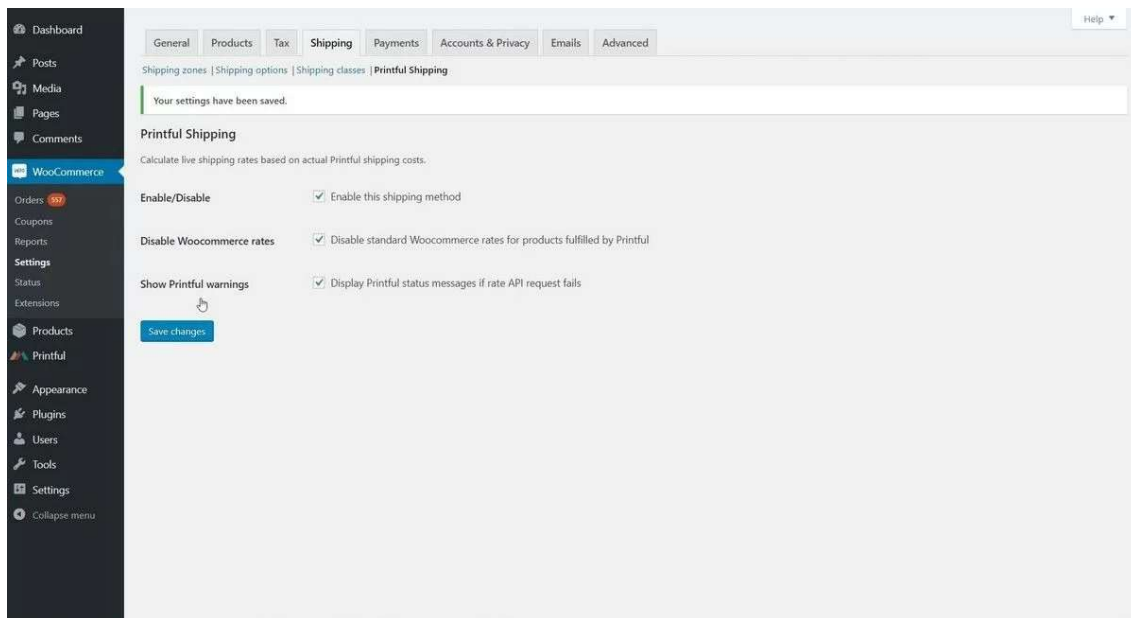 Dashboard
Help
Posts
Media
Pages
Comments
WooCommerce
Orders 557
Coupons
Reports
Settings
Status
Extensions
Products
Printful
Appearance
Plugins
Users
Tools
Settings
Collapse menu
General Products Tax Shipping Payments Accounts & Privacy Emails Advanced
Shipping zones | Shipping options | Shipping classes | Printful Shipping
Your settings have been saved.
Printful Shipping
Calculate live shipping rates based on actual Printful shipping costs.
Enable/Disable Enable this shipping method
Disable Woocommerce rates Disable standard Woocommerce rates for products fulfilled by Printful
Show Printful warnings Display Printful status messages if rate API request fails
Save changes